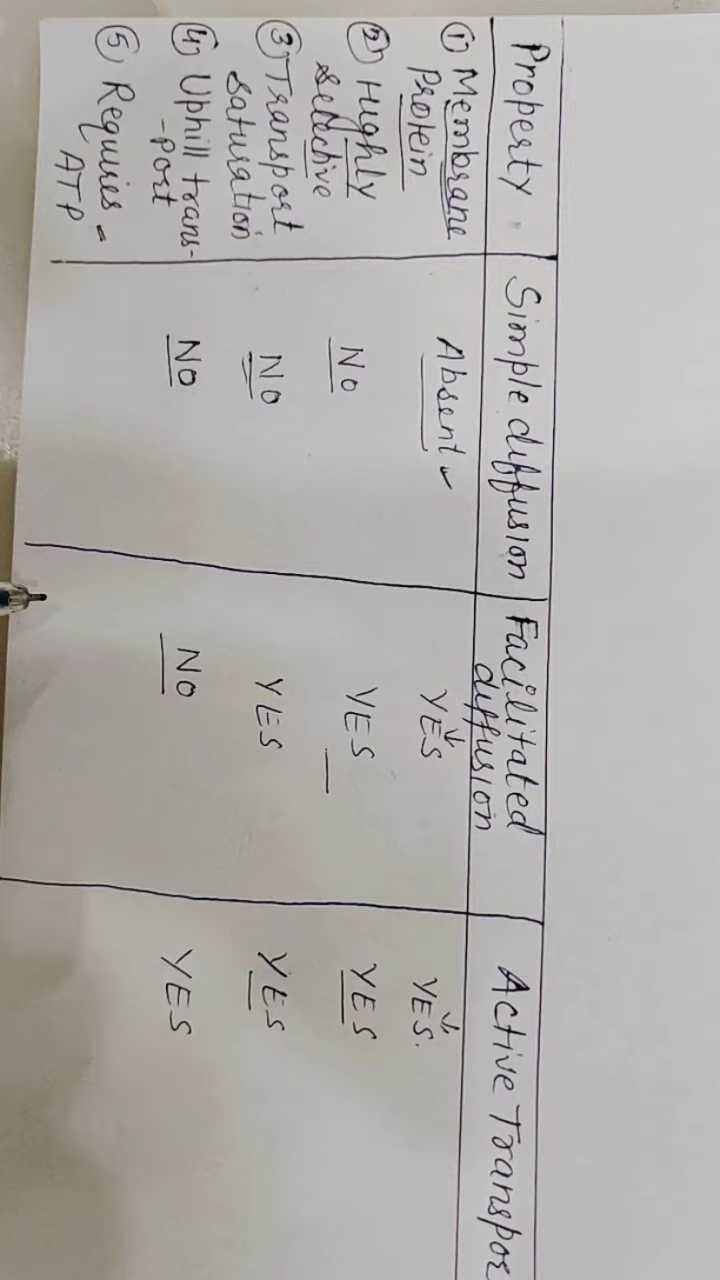 Property Simple diffusion Facilitated Active Transpor
diffusion
① Membrane Absent YES YES.
Protein
② Highly No YES YES
selective
③ Transport No YES YES
saturation
④ Uphill trans- No No YES
-port
⑤ Requires
ATP